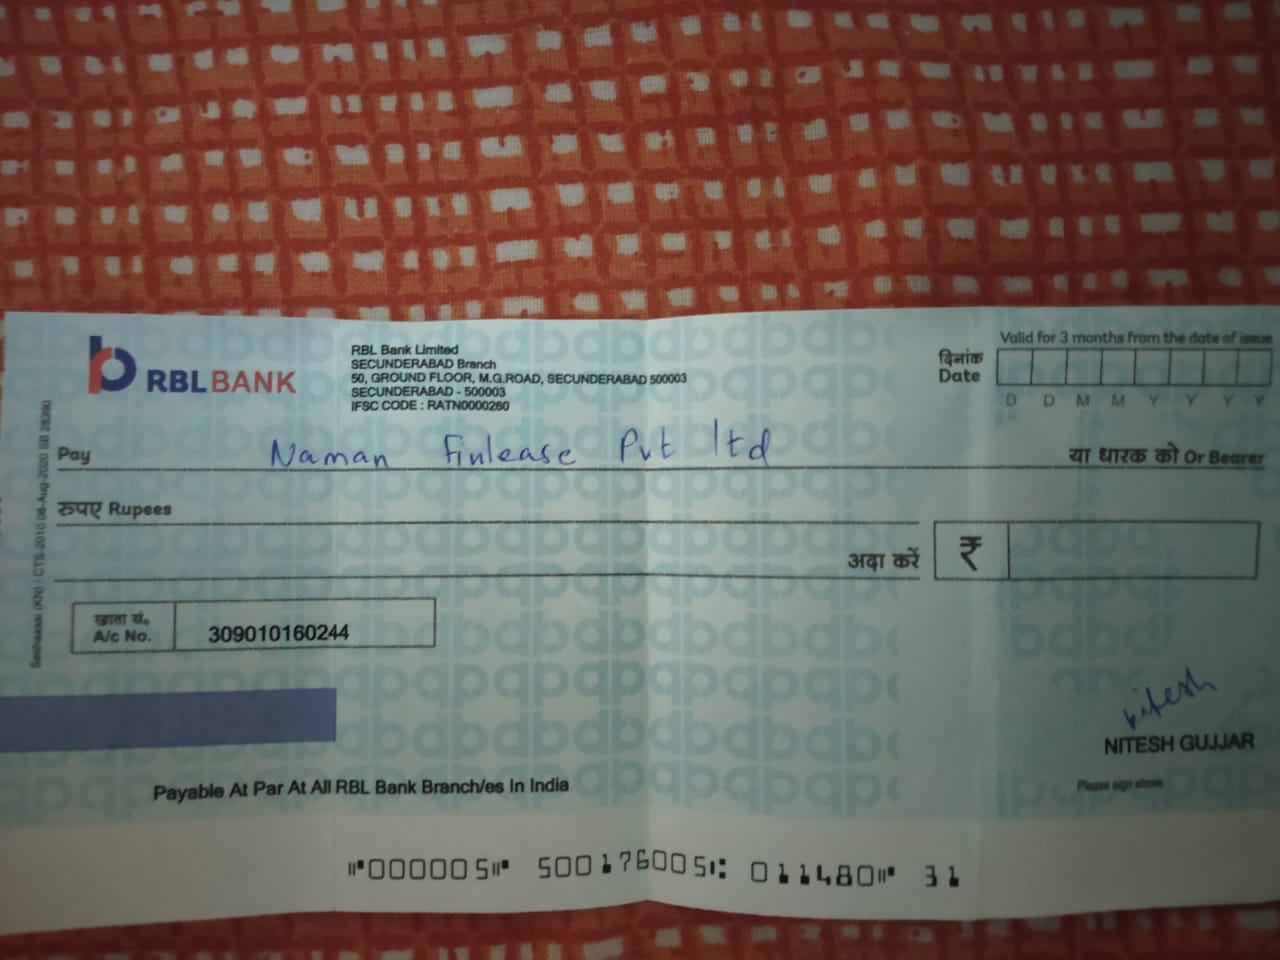 RBL BANK
RBL Bank Limited
SECUNDERABAD Branch
50, GROUND FLOOR, M.G.ROAD, SECUNDERABAD 500003
SECUNDERABAD - 500003
IFSC CODE : RATN0000260
Valid for 3 months from the date of issue
दिनांक
Date
D D M M Y Y Y Y
Pay Naman Finlease Pvt ltd या धारक को Or Bearer
रुपए Rupees
अदा करें ₹
खाता सं.
A/c No. 309010160244
Seshaasai (KN) / CTS-2010 08-Aug-2020 SB 28390
nitesh
NITESH GUJJAR
Please sign above
Payable At Par At All RBL Bank Branch/es In India
⑈000005⑈ 500176005⑆ 011480⑈ 31